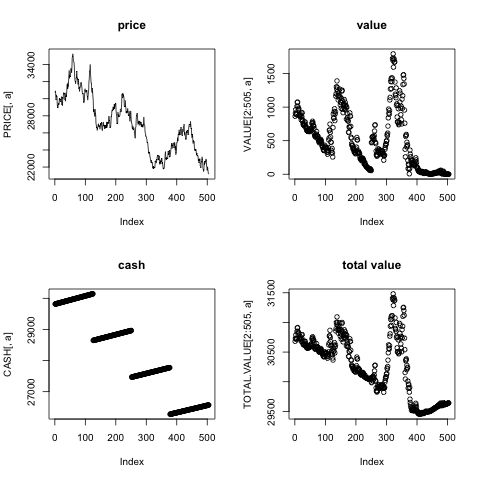 price
PRICE[, a]
22000 28000 34000
0 100 200 300 400 500
Index
value
VALUE[2:505, a]
0 500 1000 1500
0 100 200 300 400 500
Index
cash
CASH[, a]
27000 29000
0 100 200 300 400 500
Index
total value
TOTAL.VALUE[2:505, a]
29500 30500 31500
0 100 200 300 400 500
Index